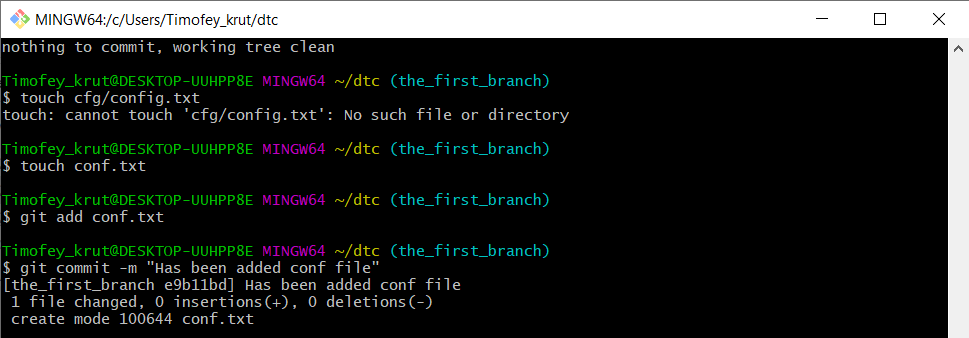 MINGW64:/c/Users/Timofey_krut/dtc
nothing to commit, working tree clean
Timofey_krut@DESKTOP-UUHPP8E MINGW64 ~/dtc (the_first_branch)
$ touch cfg/config.txt
touch: cannot touch 'cfg/config.txt': No such file or directory
Timofey_krut@DESKTOP-UUHPP8E MINGW64 ~/dtc (the_first_branch)
$ touch conf.txt
Timofey_krut@DESKTOP-UUHPP8E MINGW64 ~/dtc (the_first_branch)
$ git add conf.txt
Timofey_krut@DESKTOP-UUHPP8E MINGW64 ~/dtc (the_first_branch)
$ git commit -m "Has been added conf file"
[the_first_branch e9b11bd] Has been added conf file
 1 file changed, 0 insertions(+), 0 deletions(-)
 create mode 100644 conf.txt